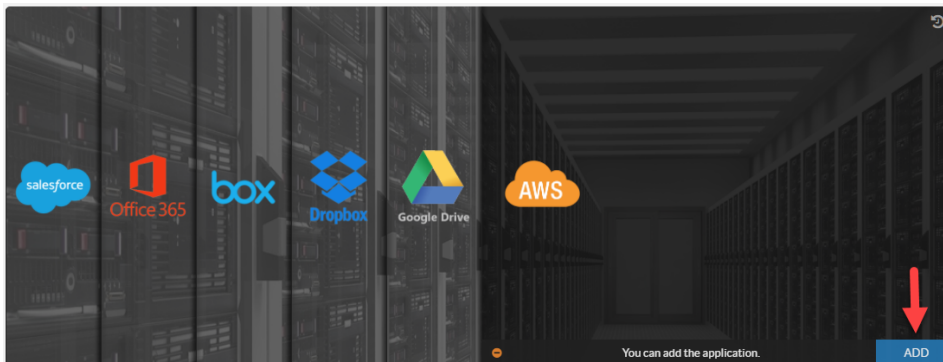 salesforce
Office 365
box
Dropbox
Google Drive
AWS
You can add the application.
ADD